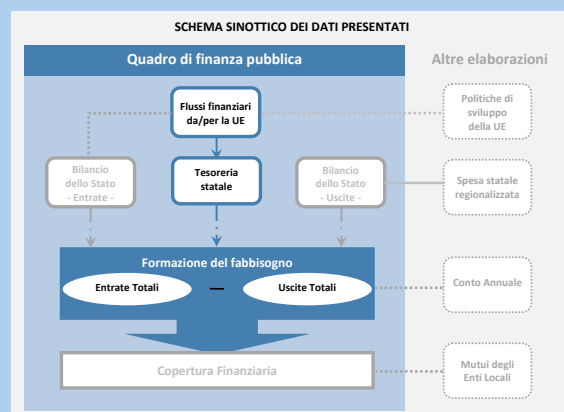 SCHEMA SINOTTICO DEI DATI PRESENTATI
Quadro di finanza pubblica
Altre elaborazioni
Flussi finanziari
da/per la UE
Politiche di
sviluppo
della UE
Bilancio
dello Stato
- Entrate -
Tesoreria
statale
Bilancio
dello Stato
- Uscite -
Spesa statale
regionalizzata
Formazione del fabbisogno
Entrate Totali
—
Uscite Totali
Conto Annuale
Copertura Finanziaria
Mutui degli
Enti Locali